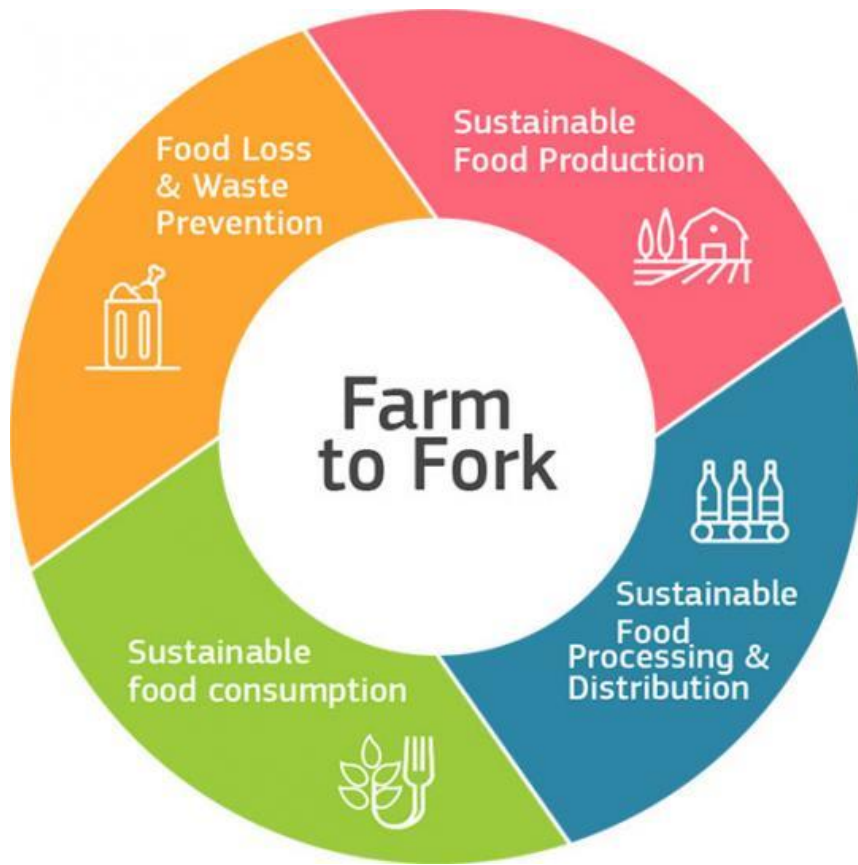 Food Loss
& Waste
Prevention
Sustainable
Food Production
Farm
to Fork
Sustainable
Food
Processing &
Distribution
Sustainable
food consumption